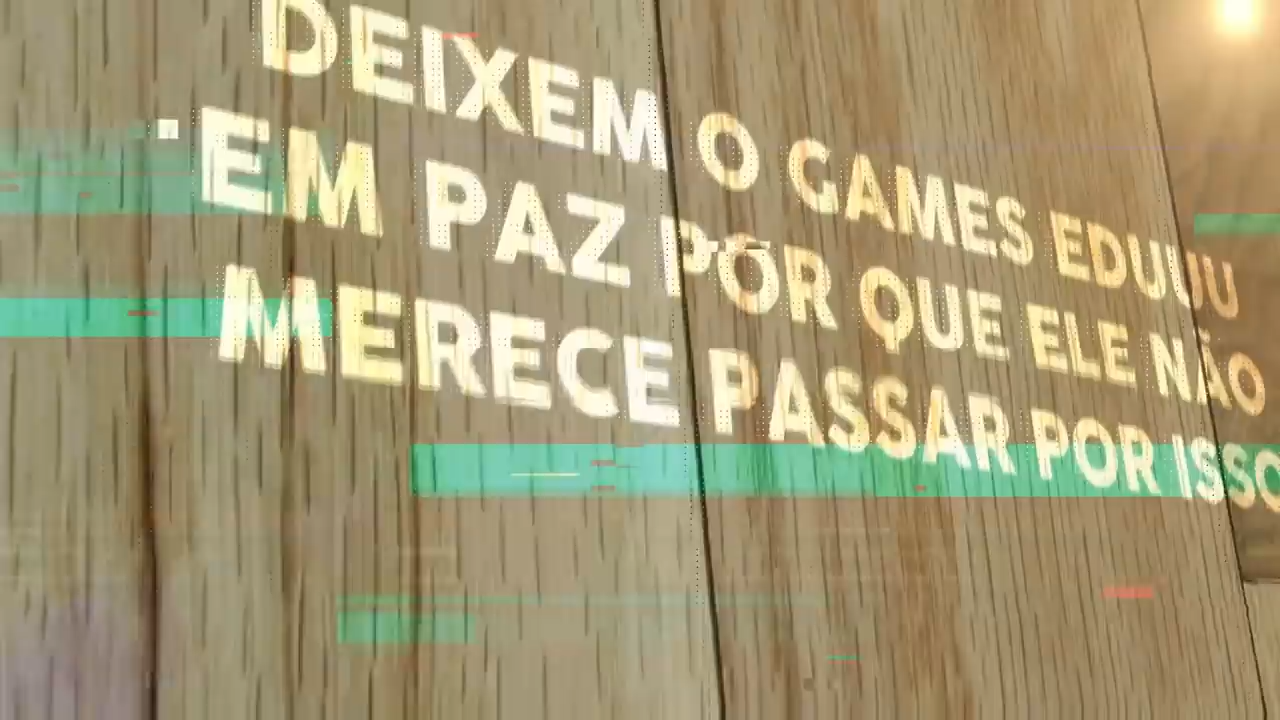 DEIXEM O GAMES EDUUU
EM PAZ POR QUE ELE NÃO
MERECE PASSAR POR ISSO